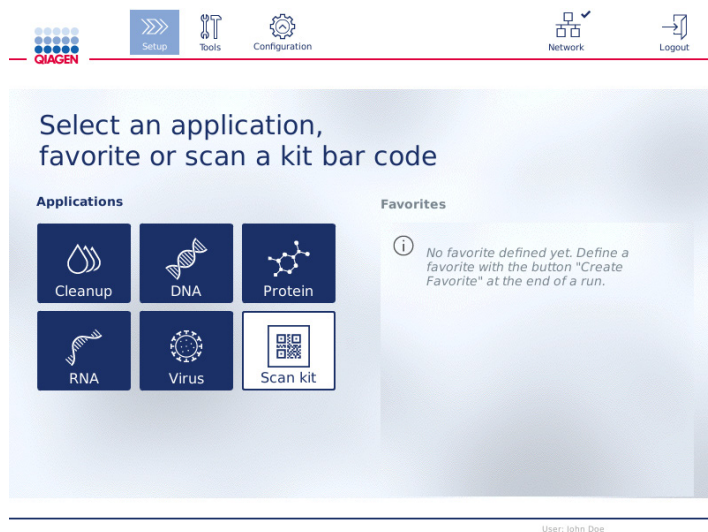 QIAGEN
Setup
Tools
Configuration
Network
Logout
Select an application,
favorite or scan a kit bar code
Applications
Favorites
Cleanup
DNA
Protein
No favorite defined yet. Define a
favorite with the button "Create
Favorite" at the end of a run.
RNA
Virus
Scan kit
User: John Doe